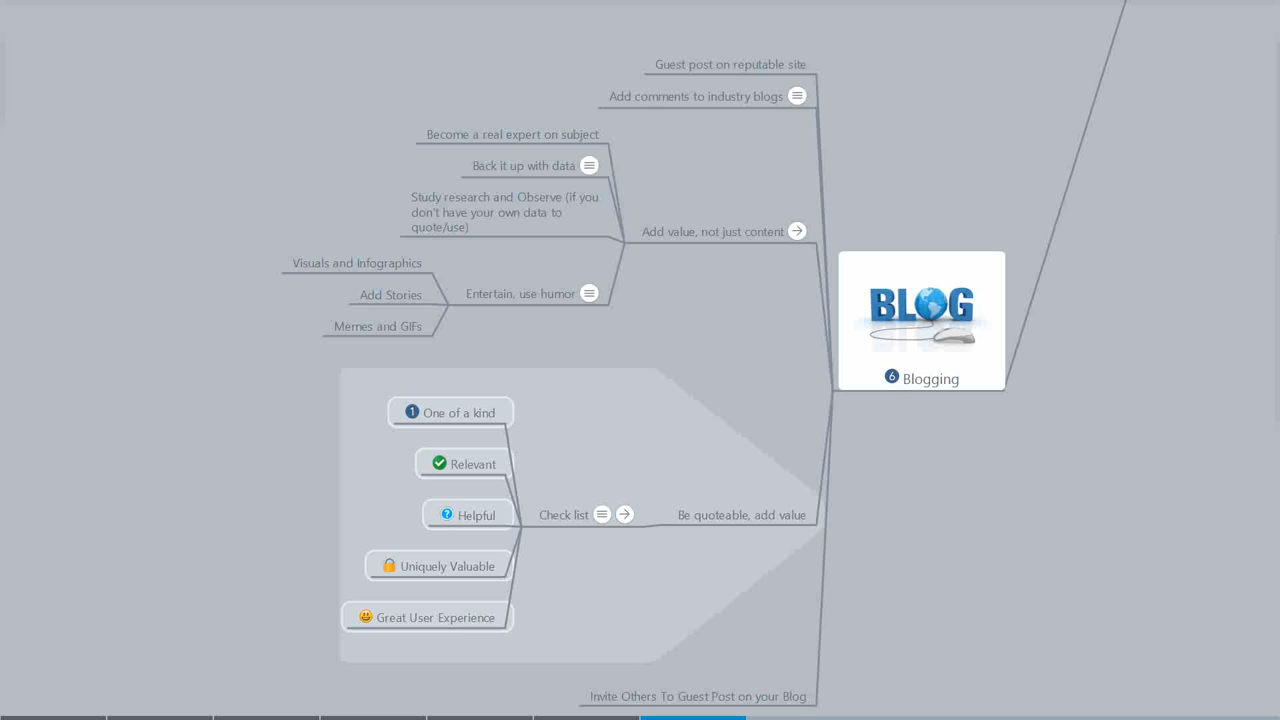 Guest post on reputable site
Add comments to industry blogs
Become a real expert on subject
Back it up with data
Study research and Observe (if you
don't have your own data to
quote/use)
Add value, not just content
Visuals and Infographics
Add Stories
Memes and GIFs
Entertain, use humor
BLOG
6 Blogging
1 One of a kind
Relevant
? Helpful
Uniquely Valuable
Great User Experience
Check list
Be quoteable, add value
Invite Others To Guest Post on your Blog